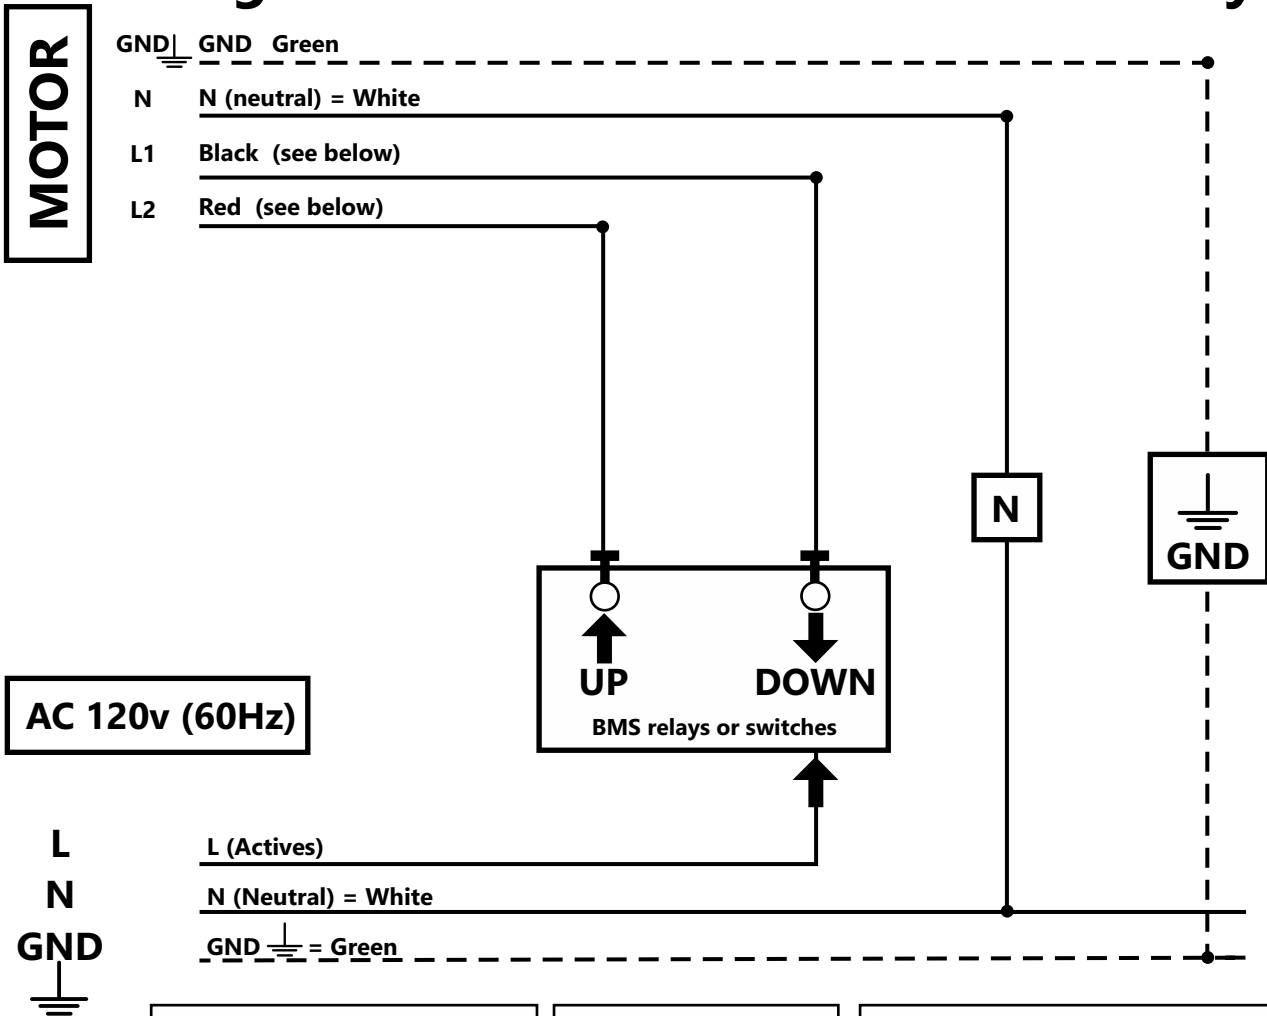 MOTOR
GND GND Green
N N (neutral) = White
L1 Black (see below)
L2 Red (see below)
N
GND
UP DOWN
BMS relays or switches
AC 120v (60Hz)
L L (Actives)
N N (Neutral) = White
GND GND = Green